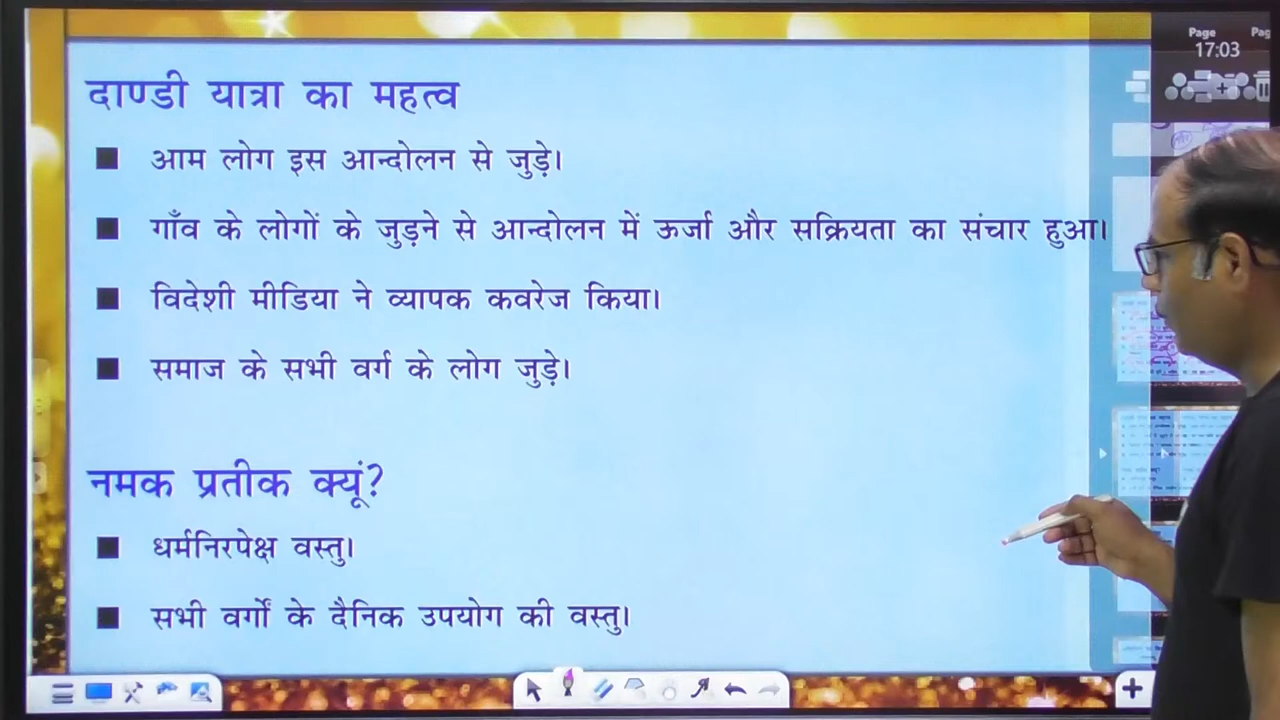 दाण्डी यात्रा का महत्व
■ आम लोग इस आन्दोलन से जुड़े।
■ गाँव के लोगों के जुड़ने से आन्दोलन में ऊर्जा और सक्रियता का संचार हुआ।
■ विदेशी मीडिया ने व्यापक कवरेज किया।
■ समाज के सभी वर्ग के लोग जुड़े।
नमक प्रतीक क्यूं?
■ धर्मनिरपेक्ष वस्तु।
■ सभी वर्गों के दैनिक उपयोग की वस्तु।
Page
17:03